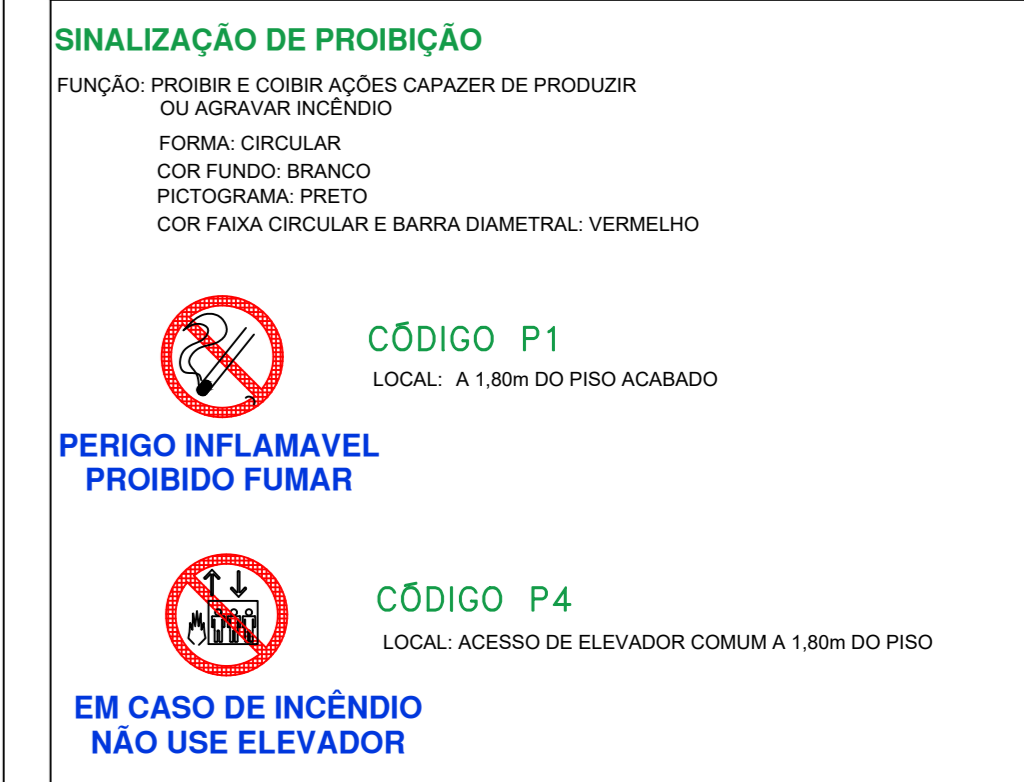 SINALIZAÇÃO DE PROIBIÇÃO
FUNÇÃO: PROIBIR E COIBIR AÇÕES CAPAZER DE PRODUZIR
OU AGRAVAR INCÊNDIO
FORMA: CIRCULAR
COR FUNDO: BRANCO
PICTOGRAMA: PRETO
COR FAIXA CIRCULAR E BARRA DIAMETRAL: VERMELHO
CÓDIGO P1
LOCAL: A 1,80m DO PISO ACABADO
PERIGO INFLAMAVEL
PROIBIDO FUMAR
CÓDIGO P4
LOCAL: ACESSO DE ELEVADOR COMUM A 1,80m DO PISO
EM CASO DE INCÊNDIO
NÃO USE ELEVADOR